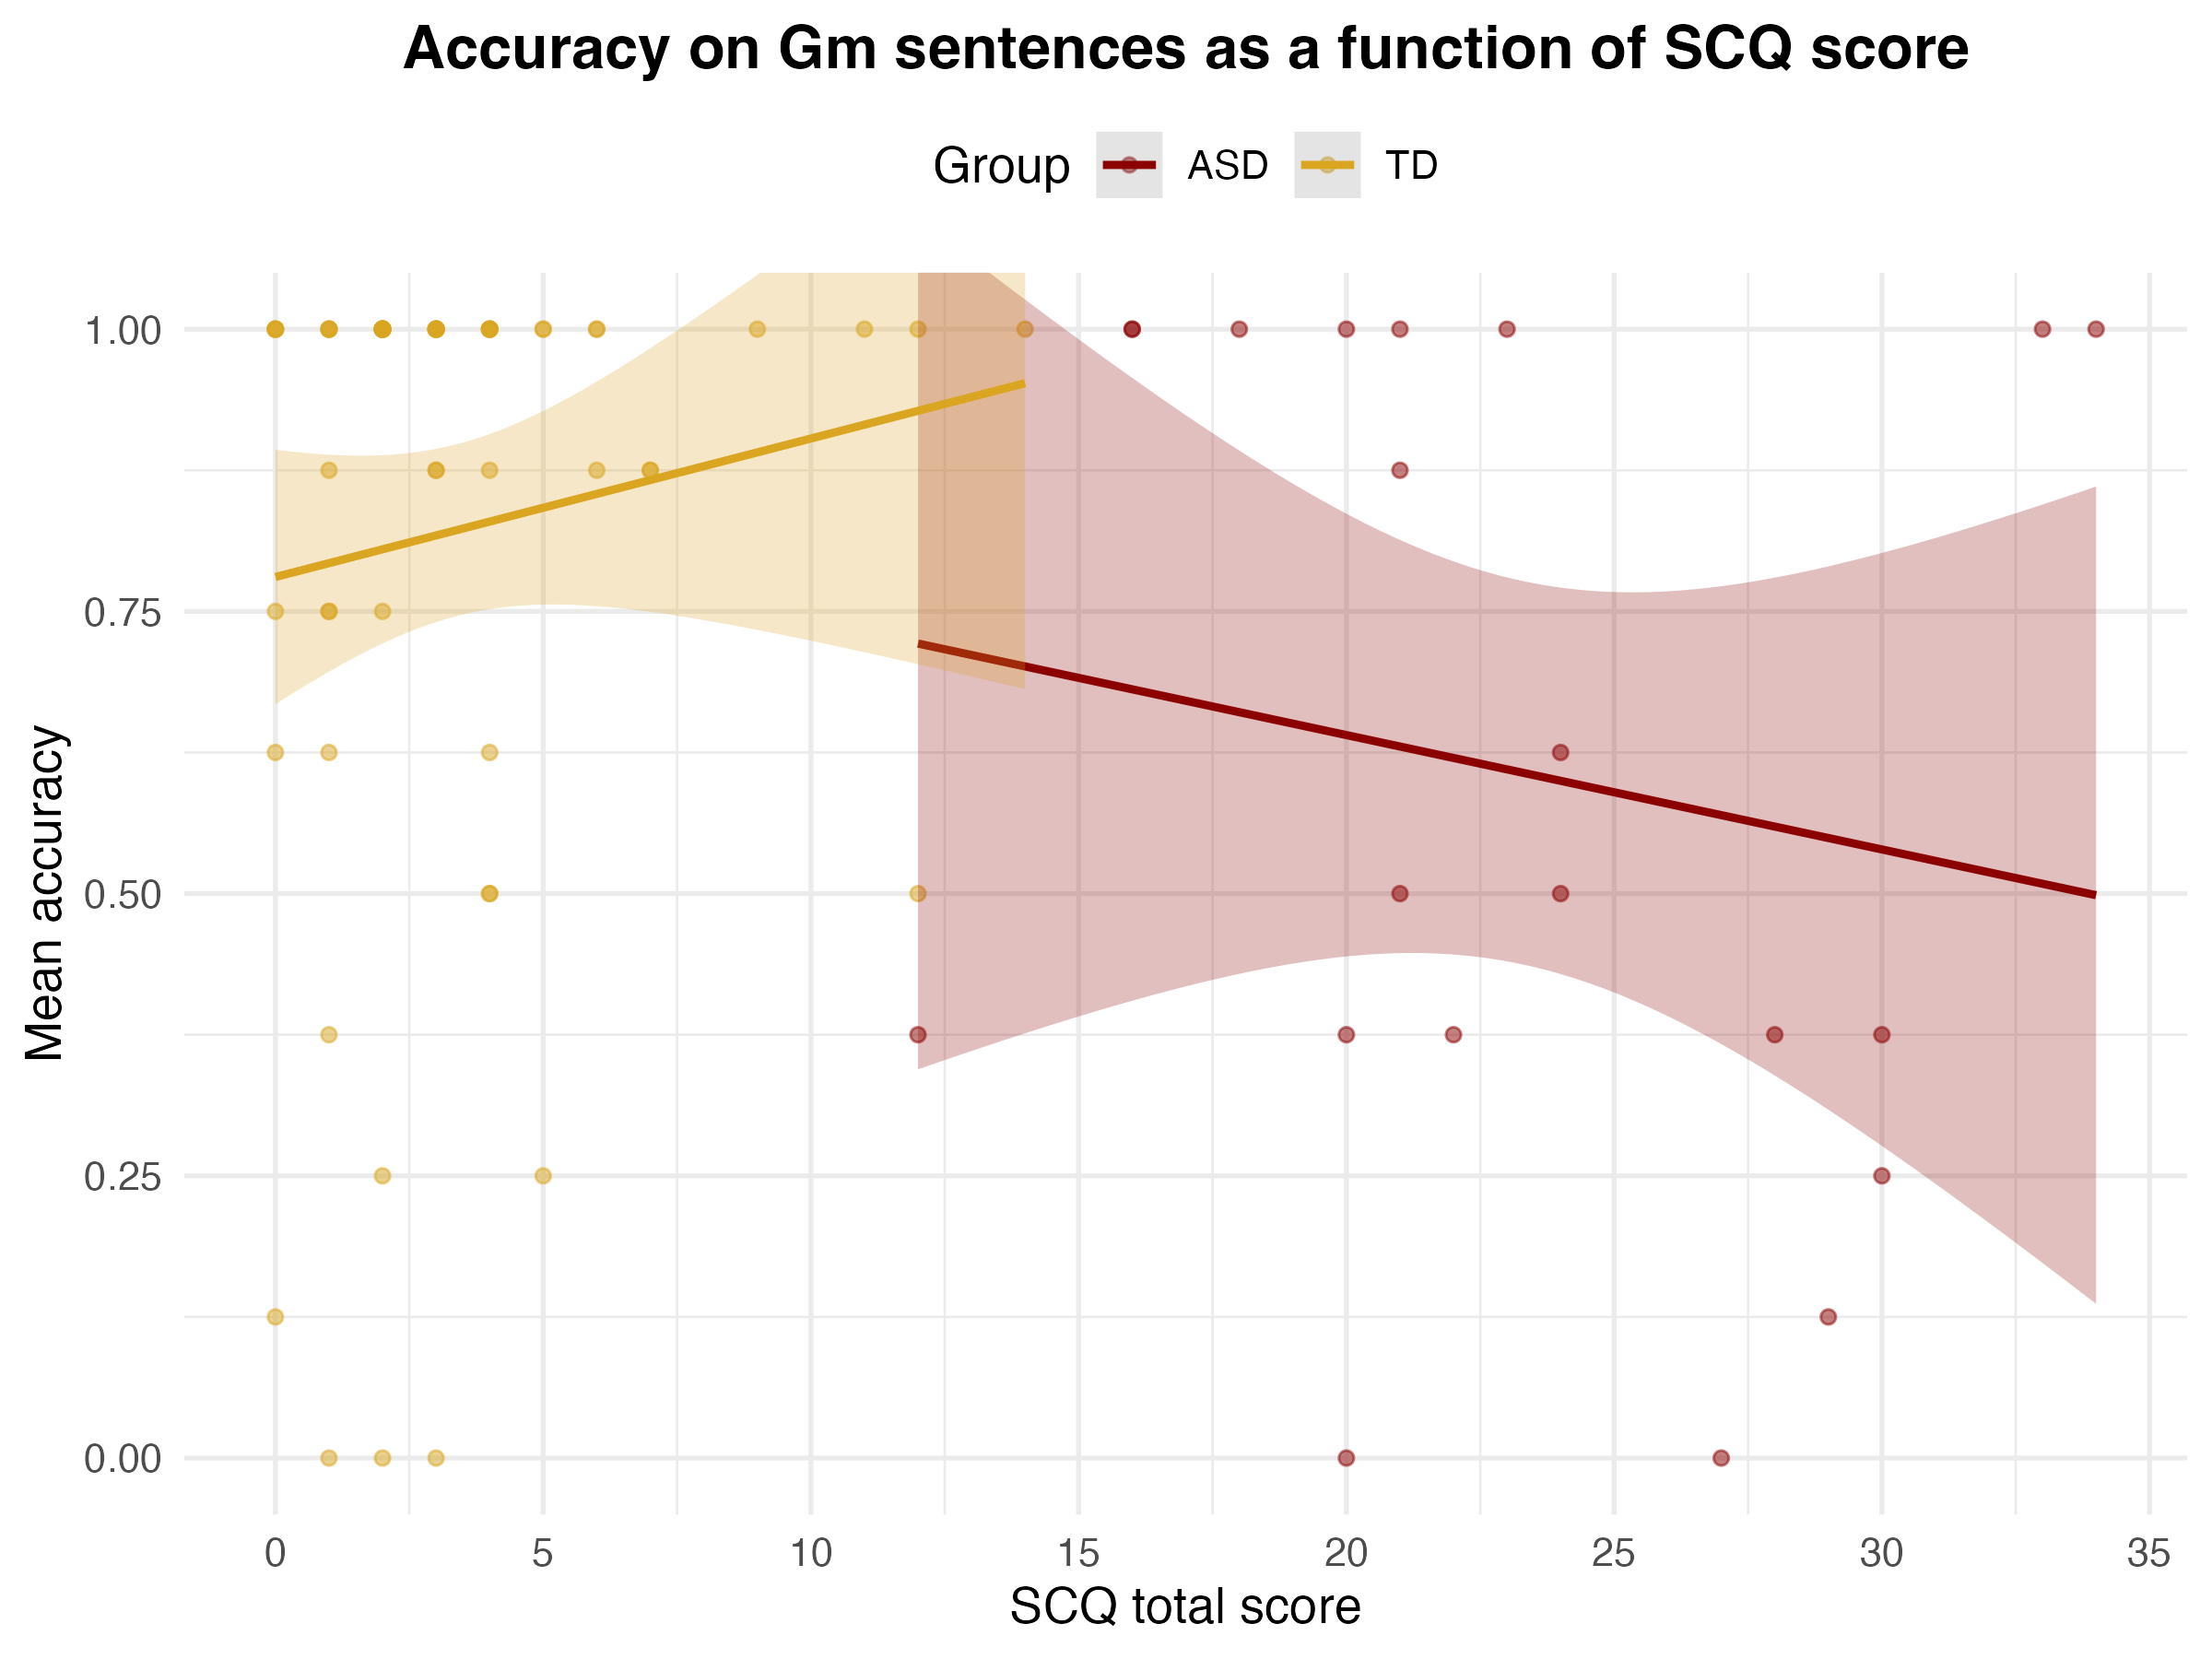 Accuracy on Gm sentences as a function of SCQ score
Group ASD TD
1.00
0.75
0.50
0.25
0.00
Mean accuracy
0 5 10 15 20 25 30 35
SCQ total score